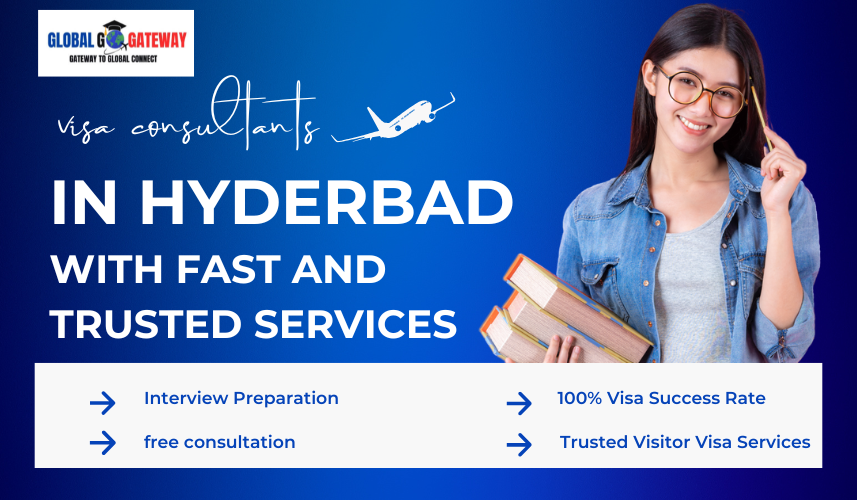 GLOBAL GO GATEWAY
GATEWAY TO GLOBAL CONNECT
visa consultants
IN HYDERBAD
WITH FAST AND
TRUSTED SERVICES
Interview Preparation
free consultation
100% Visa Success Rate
Trusted Visitor Visa Services